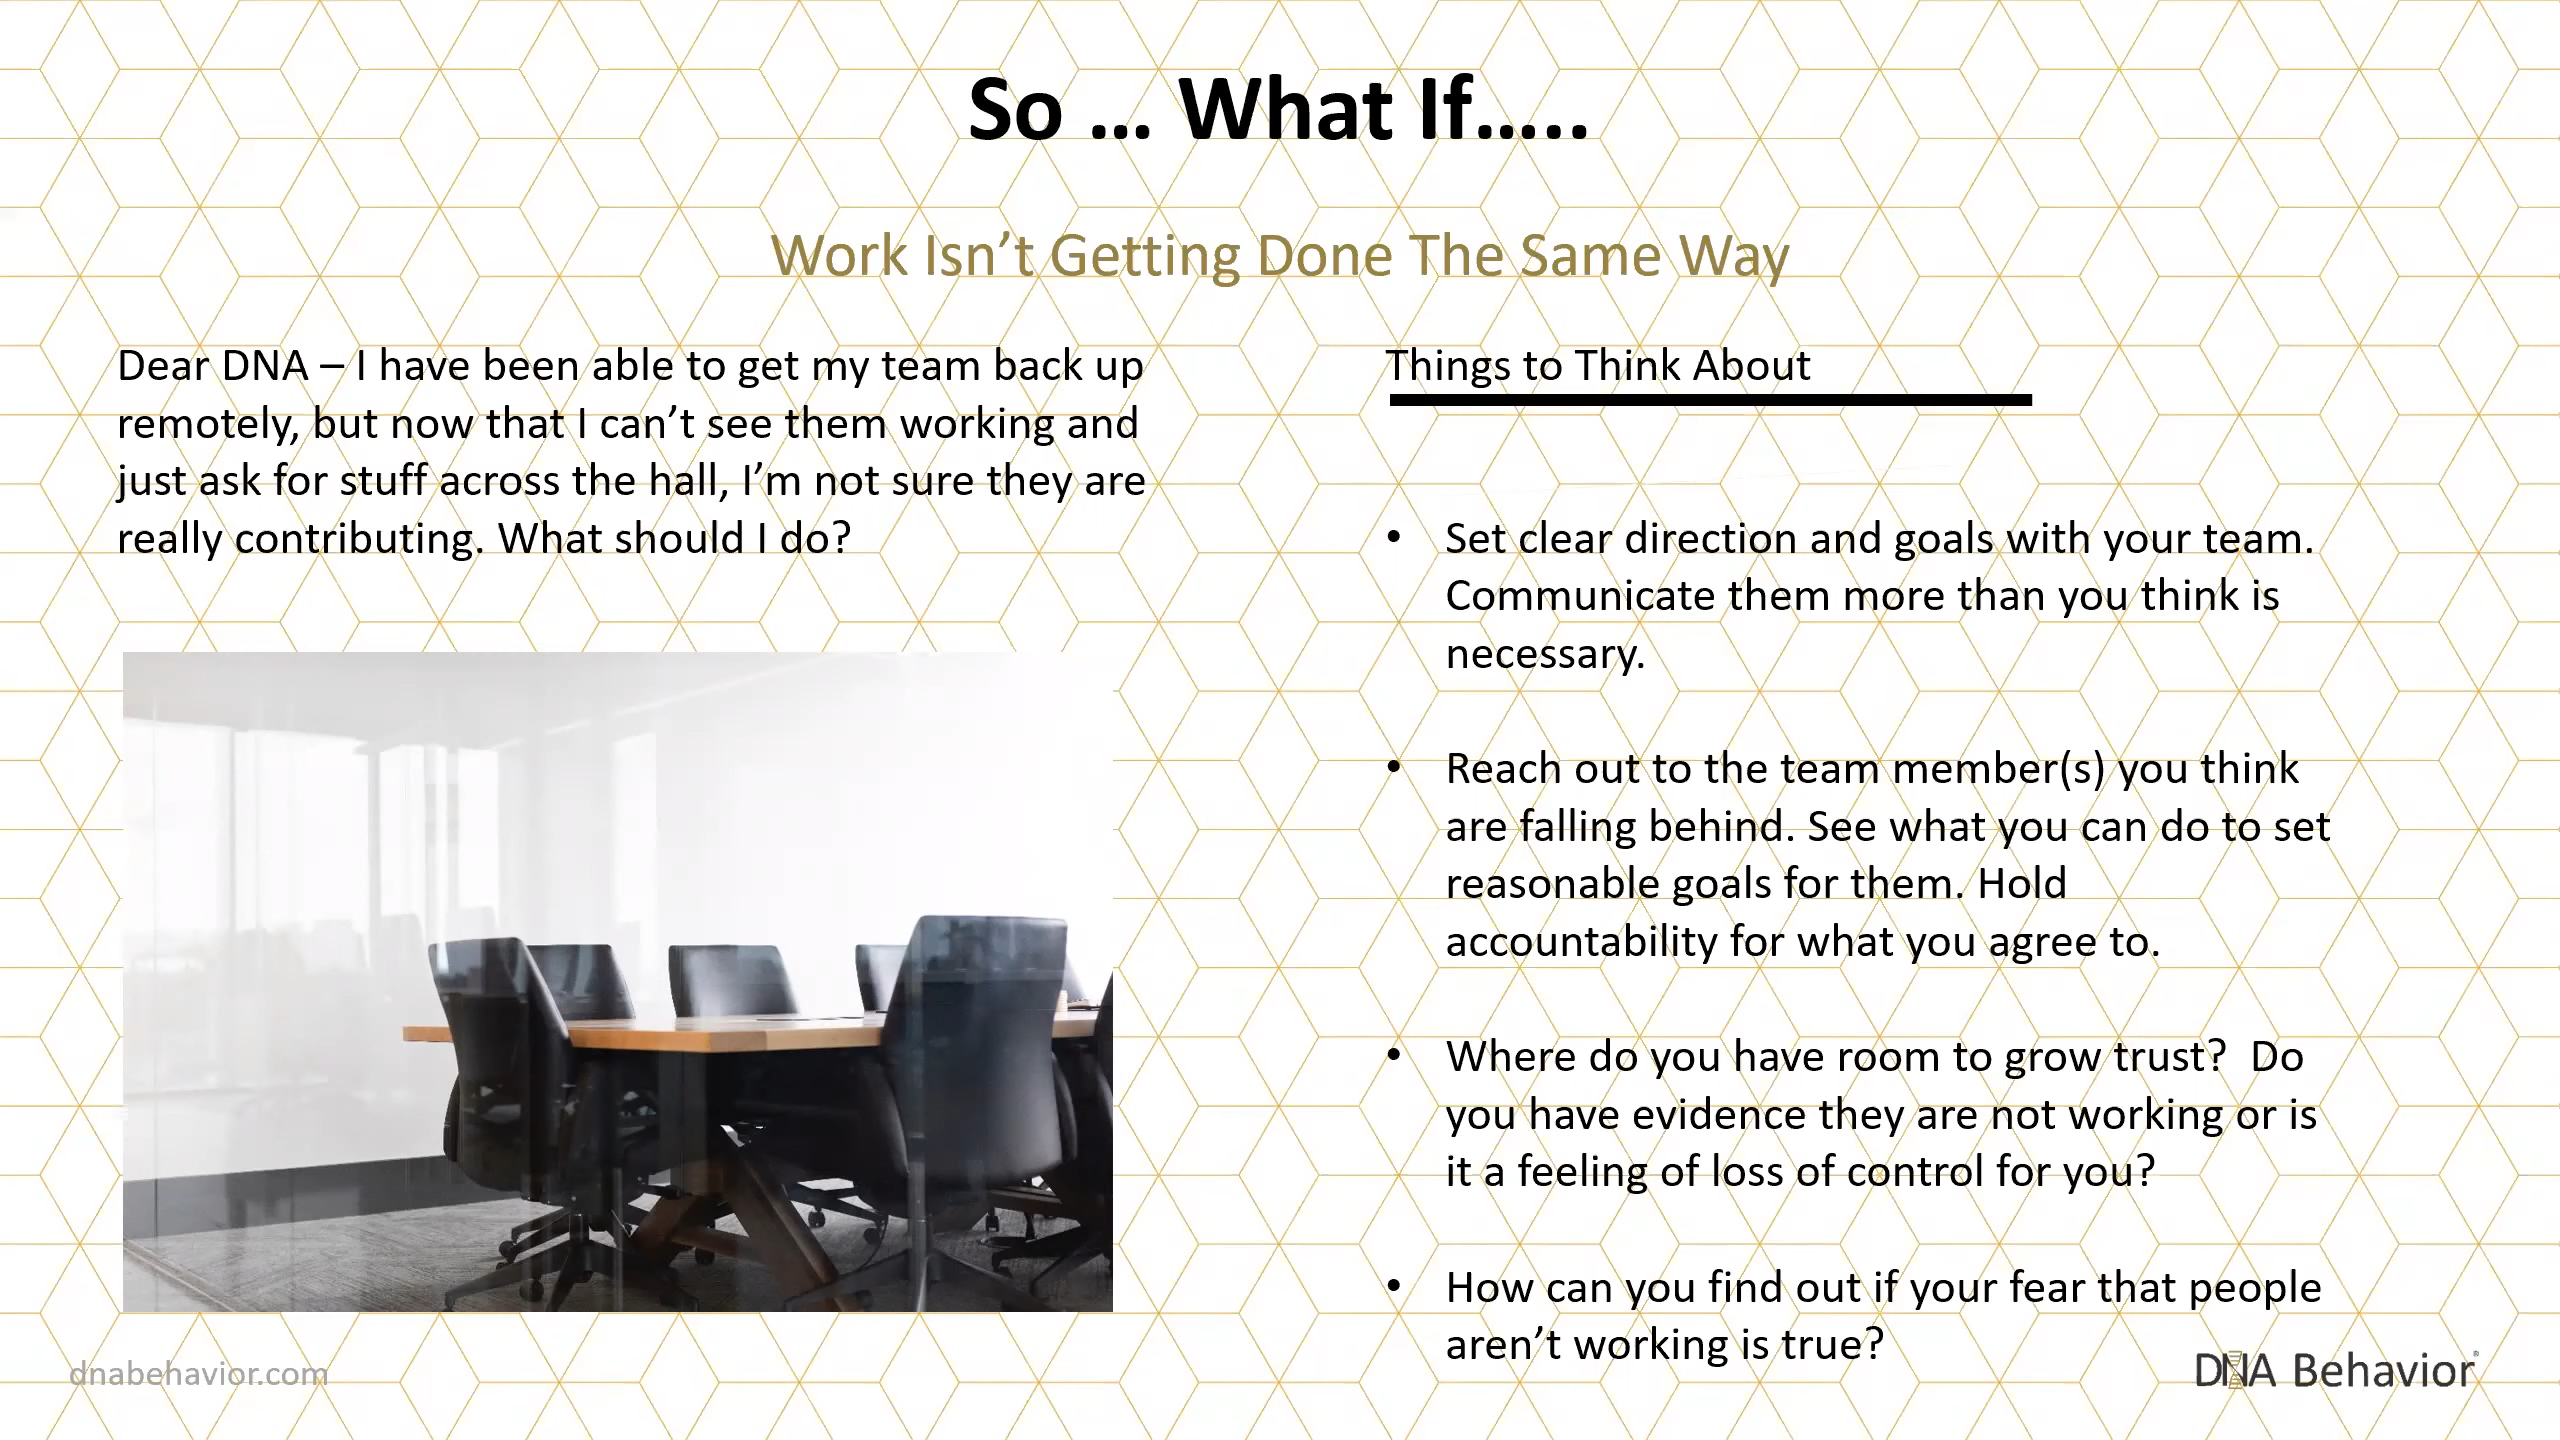 So … What If…..
Work Isn’t Getting Done The Same Way
Dear DNA – I have been able to get my team back up
remotely, but now that I can’t see them working and
just ask for stuff across the hall, I’m not sure they are
really contributing. What should I do?
Things to Think About
• Set clear direction and goals with your team.
Communicate them more than you think is
necessary.
• Reach out to the team member(s) you think
are falling behind. See what you can do to set
reasonable goals for them. Hold
accountability for what you agree to.
• Where do you have room to grow trust?  Do
you have evidence they are not working or is
it a feeling of loss of control for you?
• How can you find out if your fear that people
aren’t working is true?
dnabehavior.com
DNA Behavior®